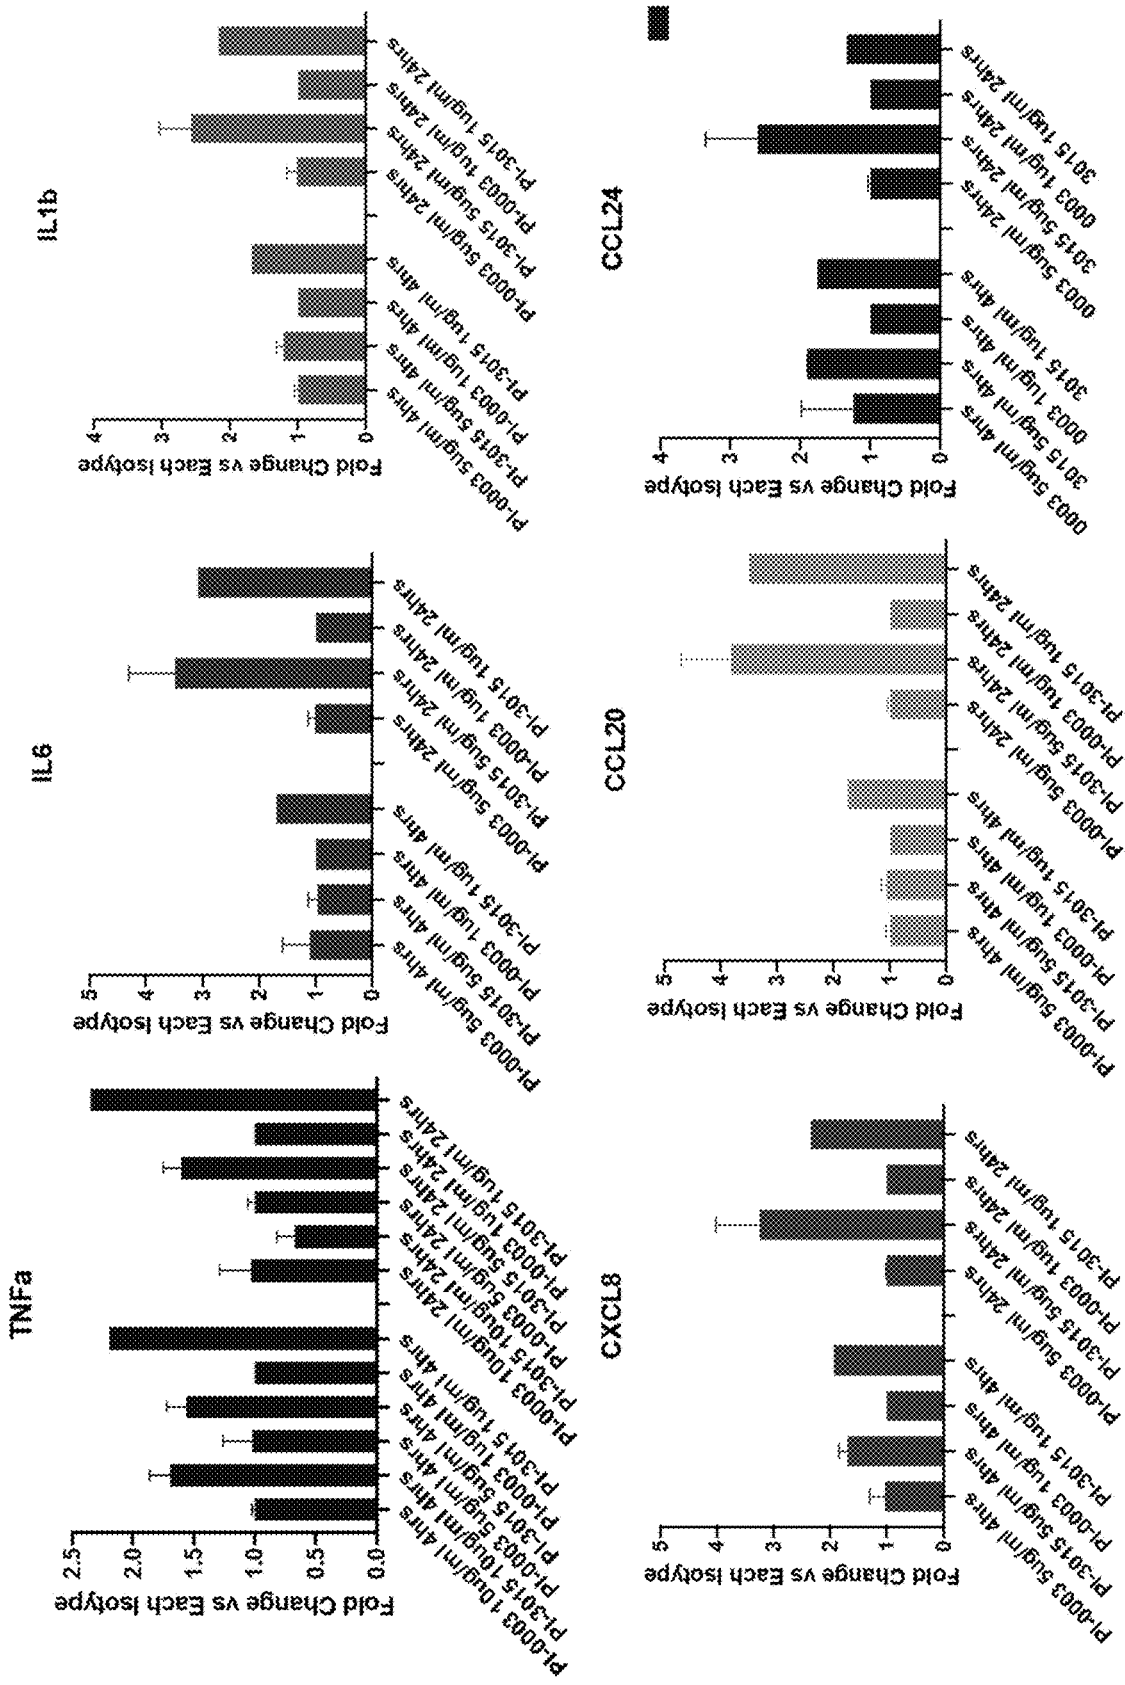 TNFa
Fold Change vs Each Isotype
2.5
2.0
1.5
1.0
0.5
0.0
PI-0003 10ug/ml 4hrs
PI-3015 10ug/ml 4hrs
PI-0003 5ug/ml 4hrs
PI-3015 5ug/ml 4hrs
PI-0003 1ug/ml 4hrs
PI-3015 1ug/ml 4hrs
PI-0003 10ug/ml 24hrs
PI-3015 10ug/ml 24hrs
PI-0003 5ug/ml 24hrs
PI-3015 5ug/ml 24hrs
PI-0003 1ug/ml 24hrs
PI-3015 1ug/ml 24hrs
IL6
Fold Change vs Each Isotype
5
4
3
2
1
0
PI-0003 5ug/ml 4hrs
PI-3015 5ug/ml 4hrs
PI-0003 1ug/ml 4hrs
PI-3015 1ug/ml 4hrs
PI-0003 5ug/ml 24hrs
PI-3015 5ug/ml 24hrs
PI-0003 1ug/ml 24hrs
PI-3015 1ug/ml 24hrs
IL1b
Fold Change vs Each Isotype
4
3
2
1
0
PI-0003 5ug/ml 4hrs
PI-3015 5ug/ml 4hrs
PI-0003 1ug/ml 4hrs
PI-3015 1ug/ml 4hrs
PI-0003 5ug/ml 24hrs
PI-3015 5ug/ml 24hrs
PI-0003 1ug/ml 24hrs
PI-3015 1ug/ml 24hrs
CXCL8
Fold Change vs Each Isotype
5
4
3
2
1
0
PI-0003 5ug/ml 4hrs
PI-3015 5ug/ml 4hrs
PI-0003 1ug/ml 4hrs
PI-3015 1ug/ml 4hrs
PI-0003 5ug/ml 24hrs
PI-3015 5ug/ml 24hrs
PI-0003 1ug/ml 24hrs
PI-3015 1ug/ml 24hrs
CCL20
Fold Change vs Each Isotype
5
4
3
2
1
0
PI-0003 5ug/ml 4hrs
PI-3015 5ug/ml 4hrs
PI-0003 1ug/ml 4hrs
PI-3015 1ug/ml 4hrs
PI-0003 5ug/ml 24hrs
PI-3015 5ug/ml 24hrs
PI-0003 1ug/ml 24hrs
PI-3015 1ug/ml 24hrs
CCL24
Fold Change vs Each Isotype
4
3
2
1
0
0003 5ug/ml 4hrs
3015 5ug/ml 4hrs
0003 1ug/ml 4hrs
3015 1ug/ml 4hrs
0003 5ug/ml 24hrs
3015 5ug/ml 24hrs
0003 1ug/ml 24hrs
3015 1ug/ml 24hrs